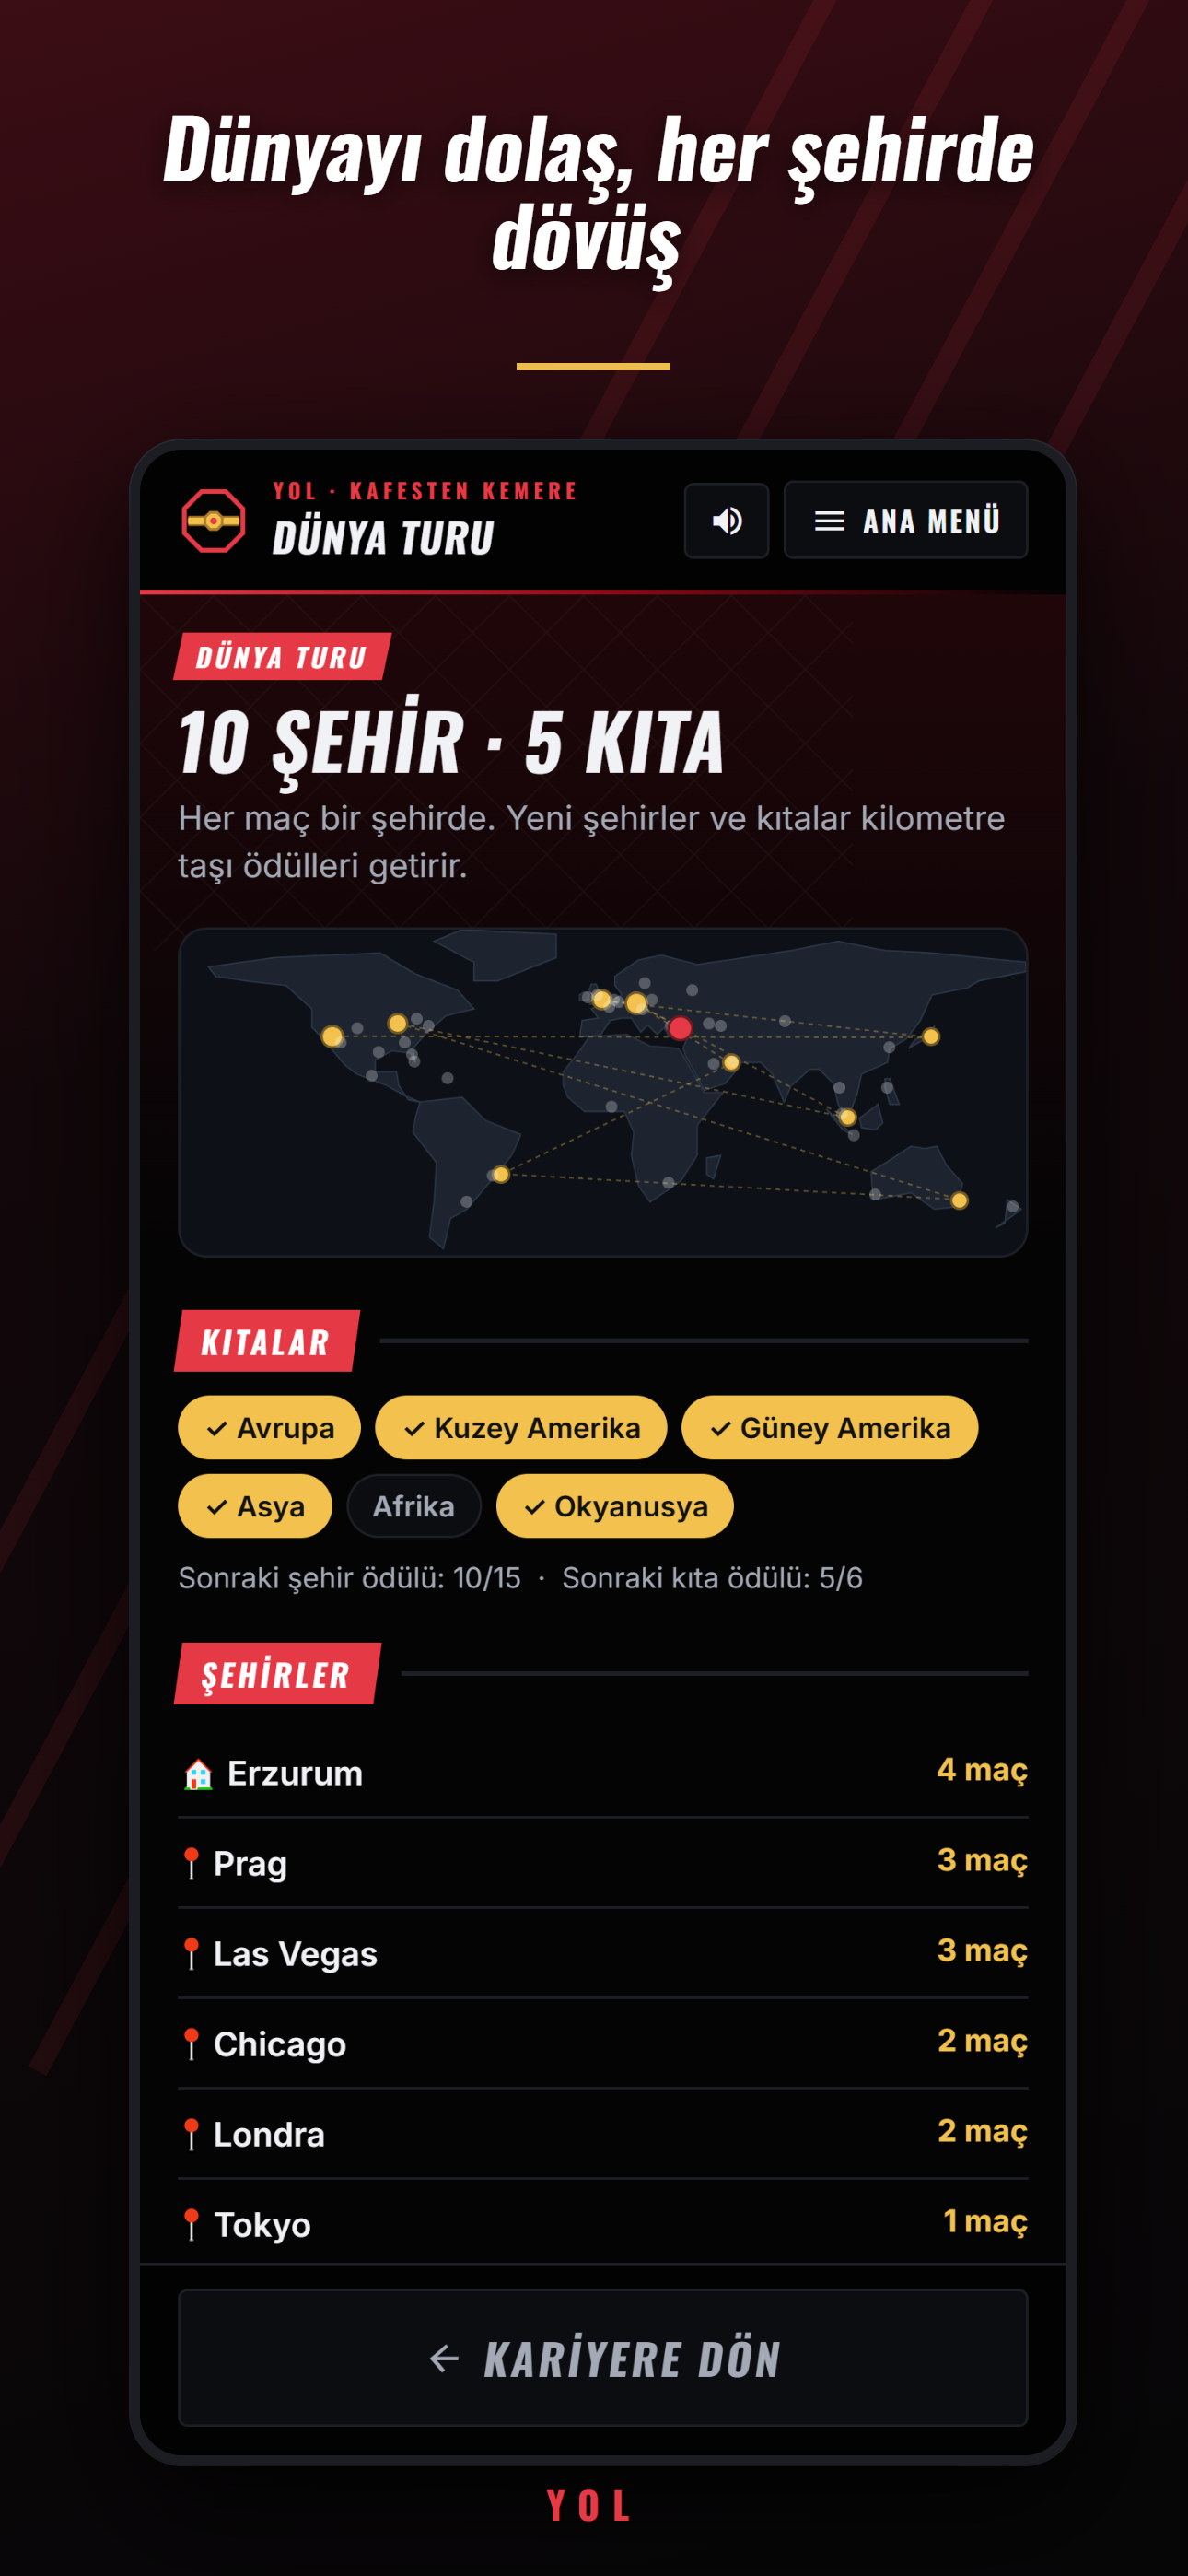 Dünyayı dolaş, her şehirde
dövüş
YOL · KAFESTEN KEMERE
DÜNYA TURU
ANA MENÜ
DÜNYA TURU
10 ŞEHİR · 5 KITA
Her maç bir şehirde. Yeni şehirler ve kıtalar kilometre
taşı ödülleri getirir.
KITALAR
✓ Avrupa
✓ Kuzey Amerika
✓ Güney Amerika
✓ Asya
Afrika
✓ Okyanusya
Sonraki şehir ödülü: 10/15 · Sonraki kıta ödülü: 5/6
ŞEHİRLER
Erzurum 4 maç
Prag 3 maç
Las Vegas 3 maç
Chicago 2 maç
Londra 2 maç
Tokyo 1 maç
← KARİYERE DÖN
YOL